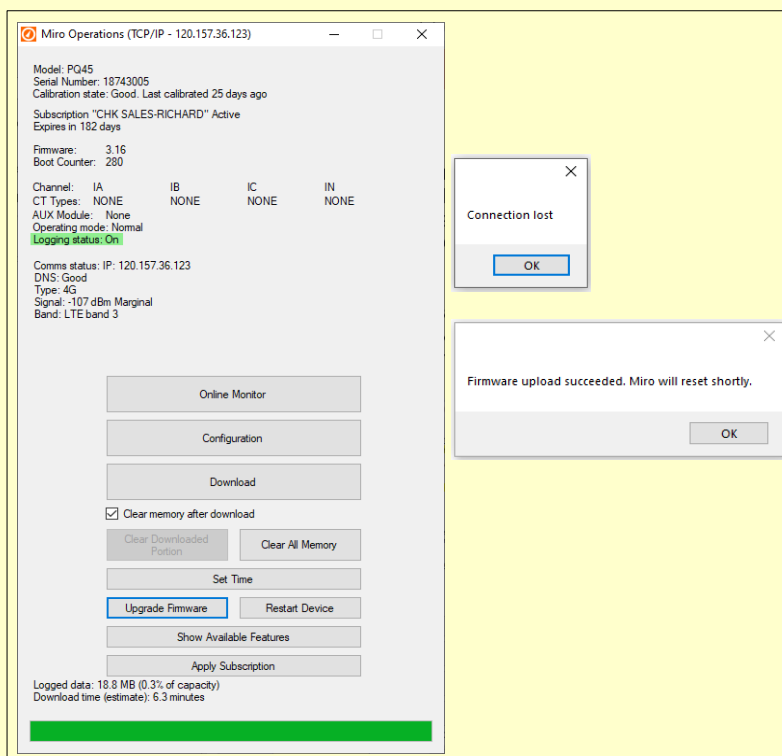 Miro Operations (TCP/IP - 120.157.36.123)
Model: PQ45
Serial Number: 18743005
Calibration state: Good. Last calibrated 25 days ago
Subscription "CHK SALES-RICHARD" Active
Expires in 182 days
Firmware: 3.16
Boot Counter: 280
Channel: IA IB IC IN
CT Types: NONE NONE NONE NONE
AUX Module: None
Operating mode: Normal
Logging status: On
Comms status: IP: 120.157.36.123
DNS: Good
Type: 4G
Signal: -107 dBm Marginal
Band: LTE band 3
Online Monitor
Configuration
Download
Clear memory after download
Clear Downloaded
Portion
Clear All Memory
Set Time
Upgrade Firmware Restart Device
Show Available Features
Apply Subscription
Logged data: 18.8 MB (0.3% of capacity)
Download time (estimate): 6.3 minutes
Connection lost
OK
Firmware upload succeeded. Miro will reset shortly.
OK